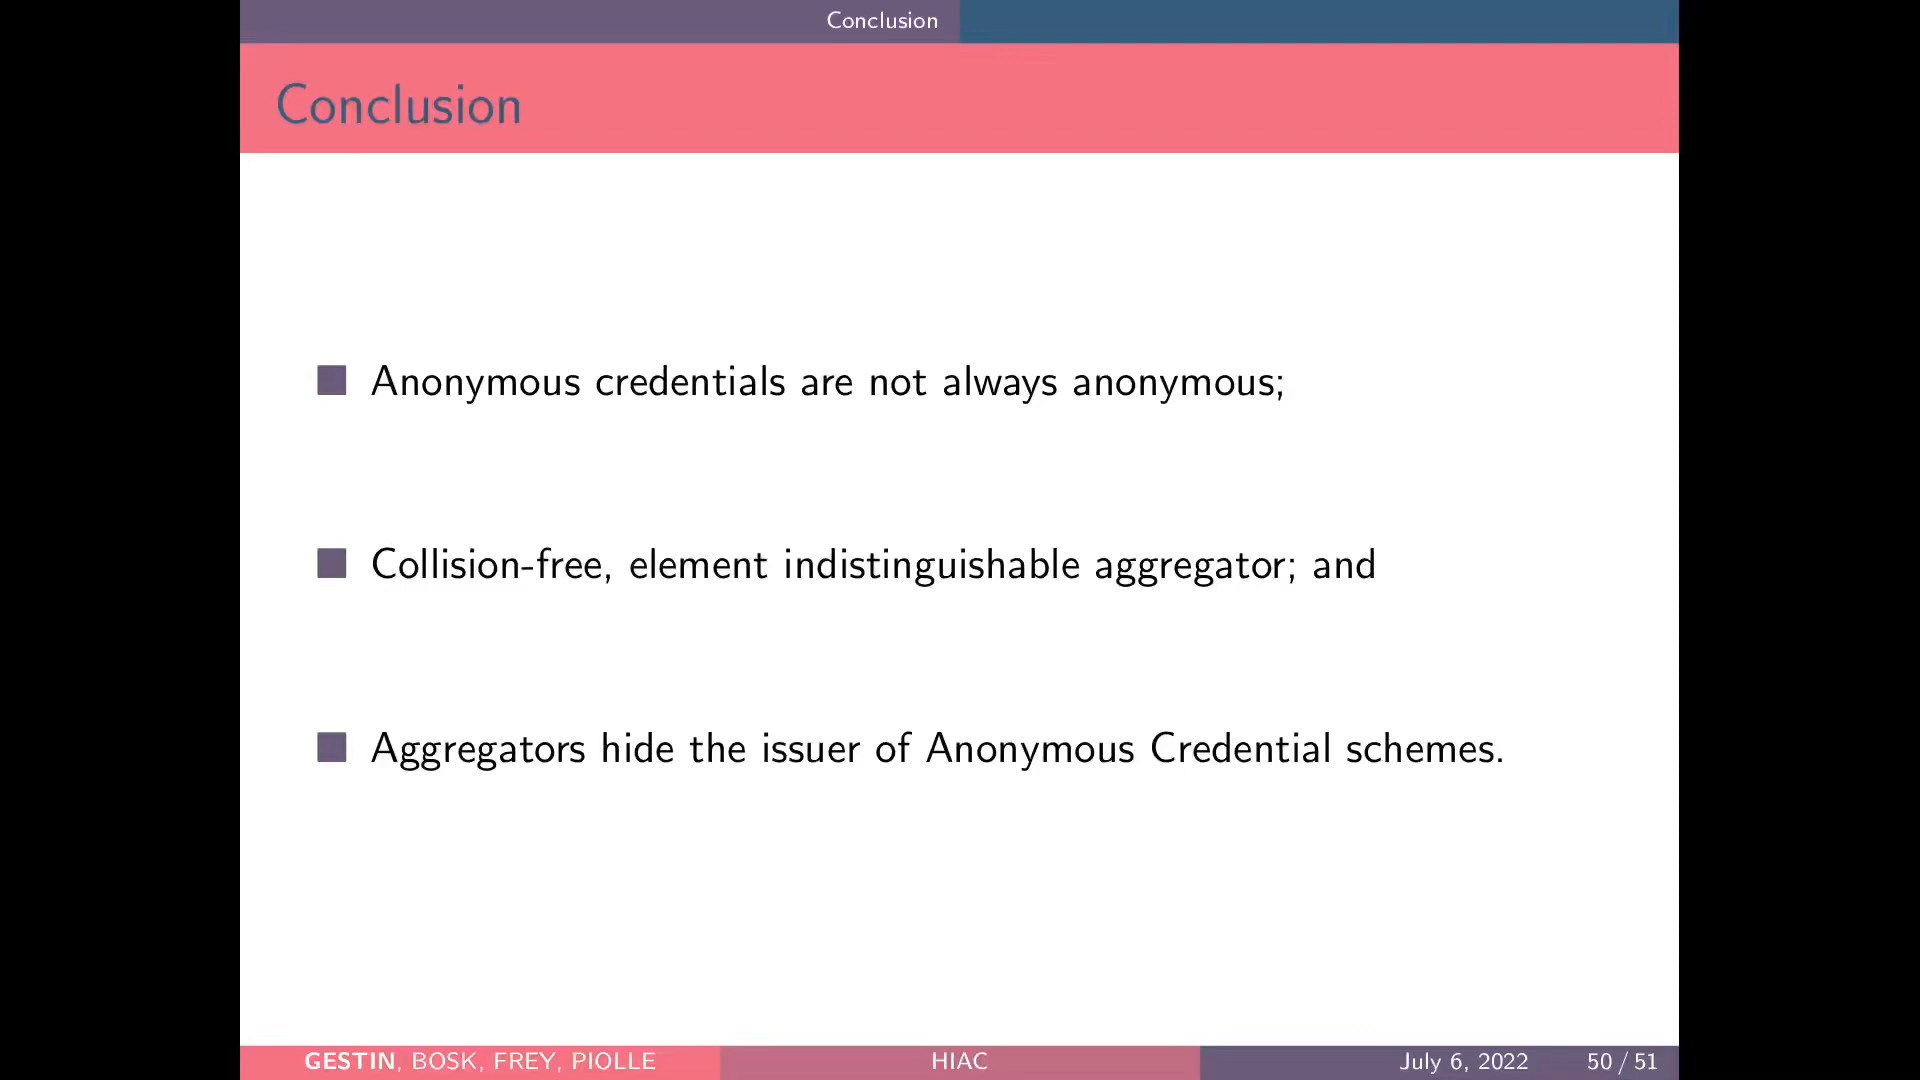 Conclusion
Conclusion
Anonymous credentials are not always anonymous;
Collision-free, element indistinguishable aggregator; and
Aggregators hide the issuer of Anonymous Credential schemes.
GESTIN, BOSK, FREY, PIOLLE HIAC July 6, 2022 50 / 51